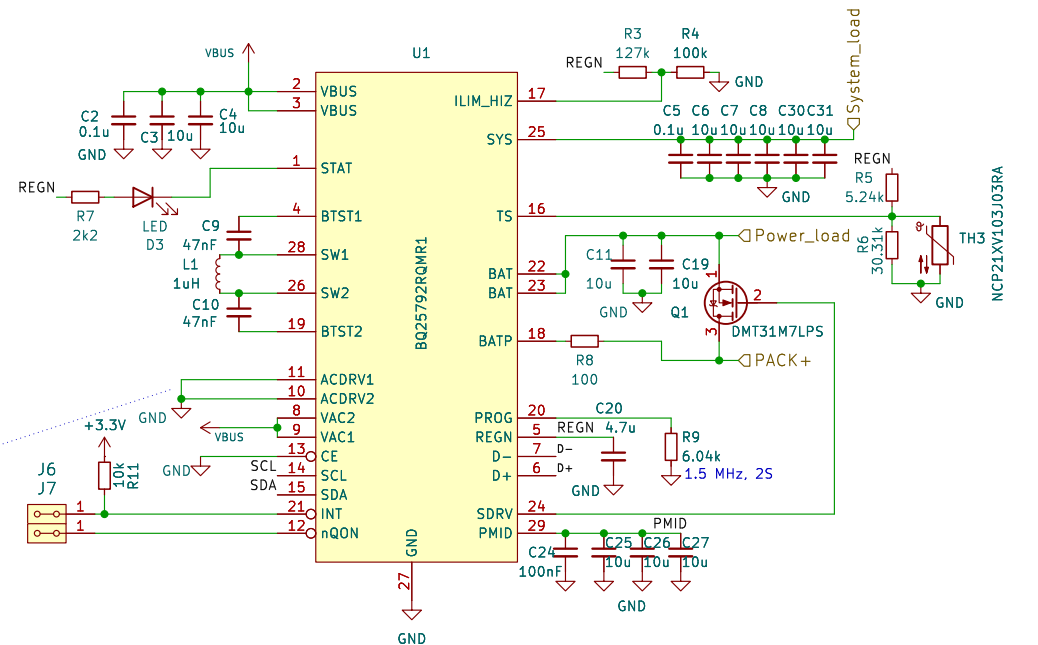 System_load
U1
VBUS
R3
127k
R4
100k
REGN
GND
2 VBUS
3 VBUS
ILIM_HIZ 17
C2
0.1u
C3
10u
C4
10u
GND
C5
0.1u
C6
10u
C7
10u
C8
10u
C30
10u
C31
10u
SYS 25
GND
1 STAT
REGN
R7
2k2
LED
D3
REGN
R5
5.24k
4 BTST1
TS 16
R6
30.31k
TH3
NCP21XV103J03RA
GND
C9
47nF
28 SW1
L1
1uH
26 SW2
C10
47nF
19 BTST2
BQ25792RQMR1
Power_load
BAT 22
BAT 23
C11
10u
C19
10u
GND
1
2
3
Q1
DMT31M7LPS
BATP 18
R8
100
PACK+
11 ACDRV1
10 ACDRV2
GND
8 VAC2
9 VAC1
VBUS
+3.3V
10k
R11
13 CE
GND
SCL
14 SCL
SDA
15 SDA
21 INT
12 nQON
J6
J7
1
1
PROG 20
REGN 5
REGN
C20
4.7u
GND
R9
6.04k
1.5 MHz, 2S
D- 7
D-
D+ 6
D+
SDRV 24
PMID 29
PMID
C24
100nF
C25
10u
C26
10u
C27
10u
GND
GND
27
GND